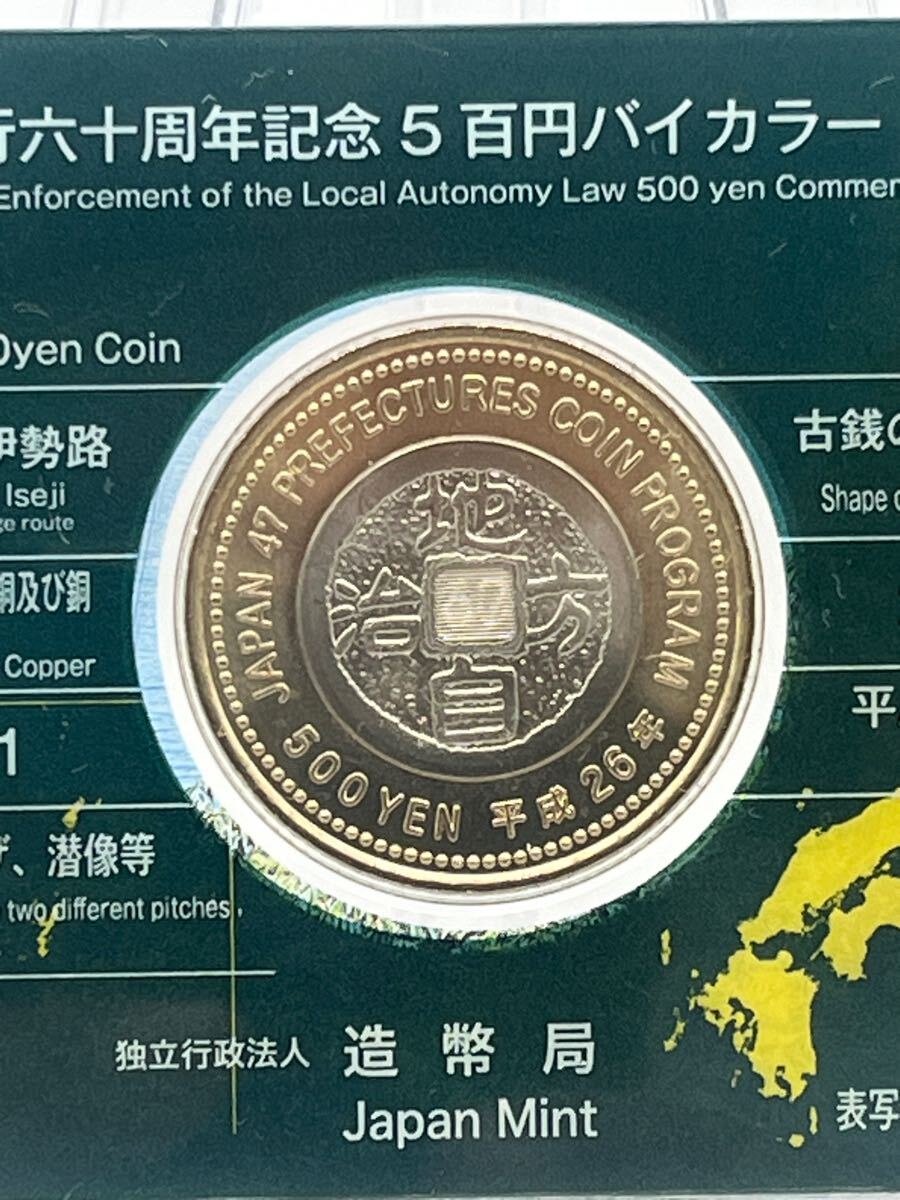 行六十周年記念 5 百円バイカラー
Enforcement of the Local Autonomy Law 500 yen Commem
0yen Coin
伊勢路
Iseji
ge route
古銭の
Shape o
JAPAN 47 PREFECTURES COIN PROGRAM
地方自治
500 YEN 平成26年
銅及び銅
Copper
1
平
ザ、潜像等
two different pitches,
独立行政法人 造幣局
Japan Mint
表写